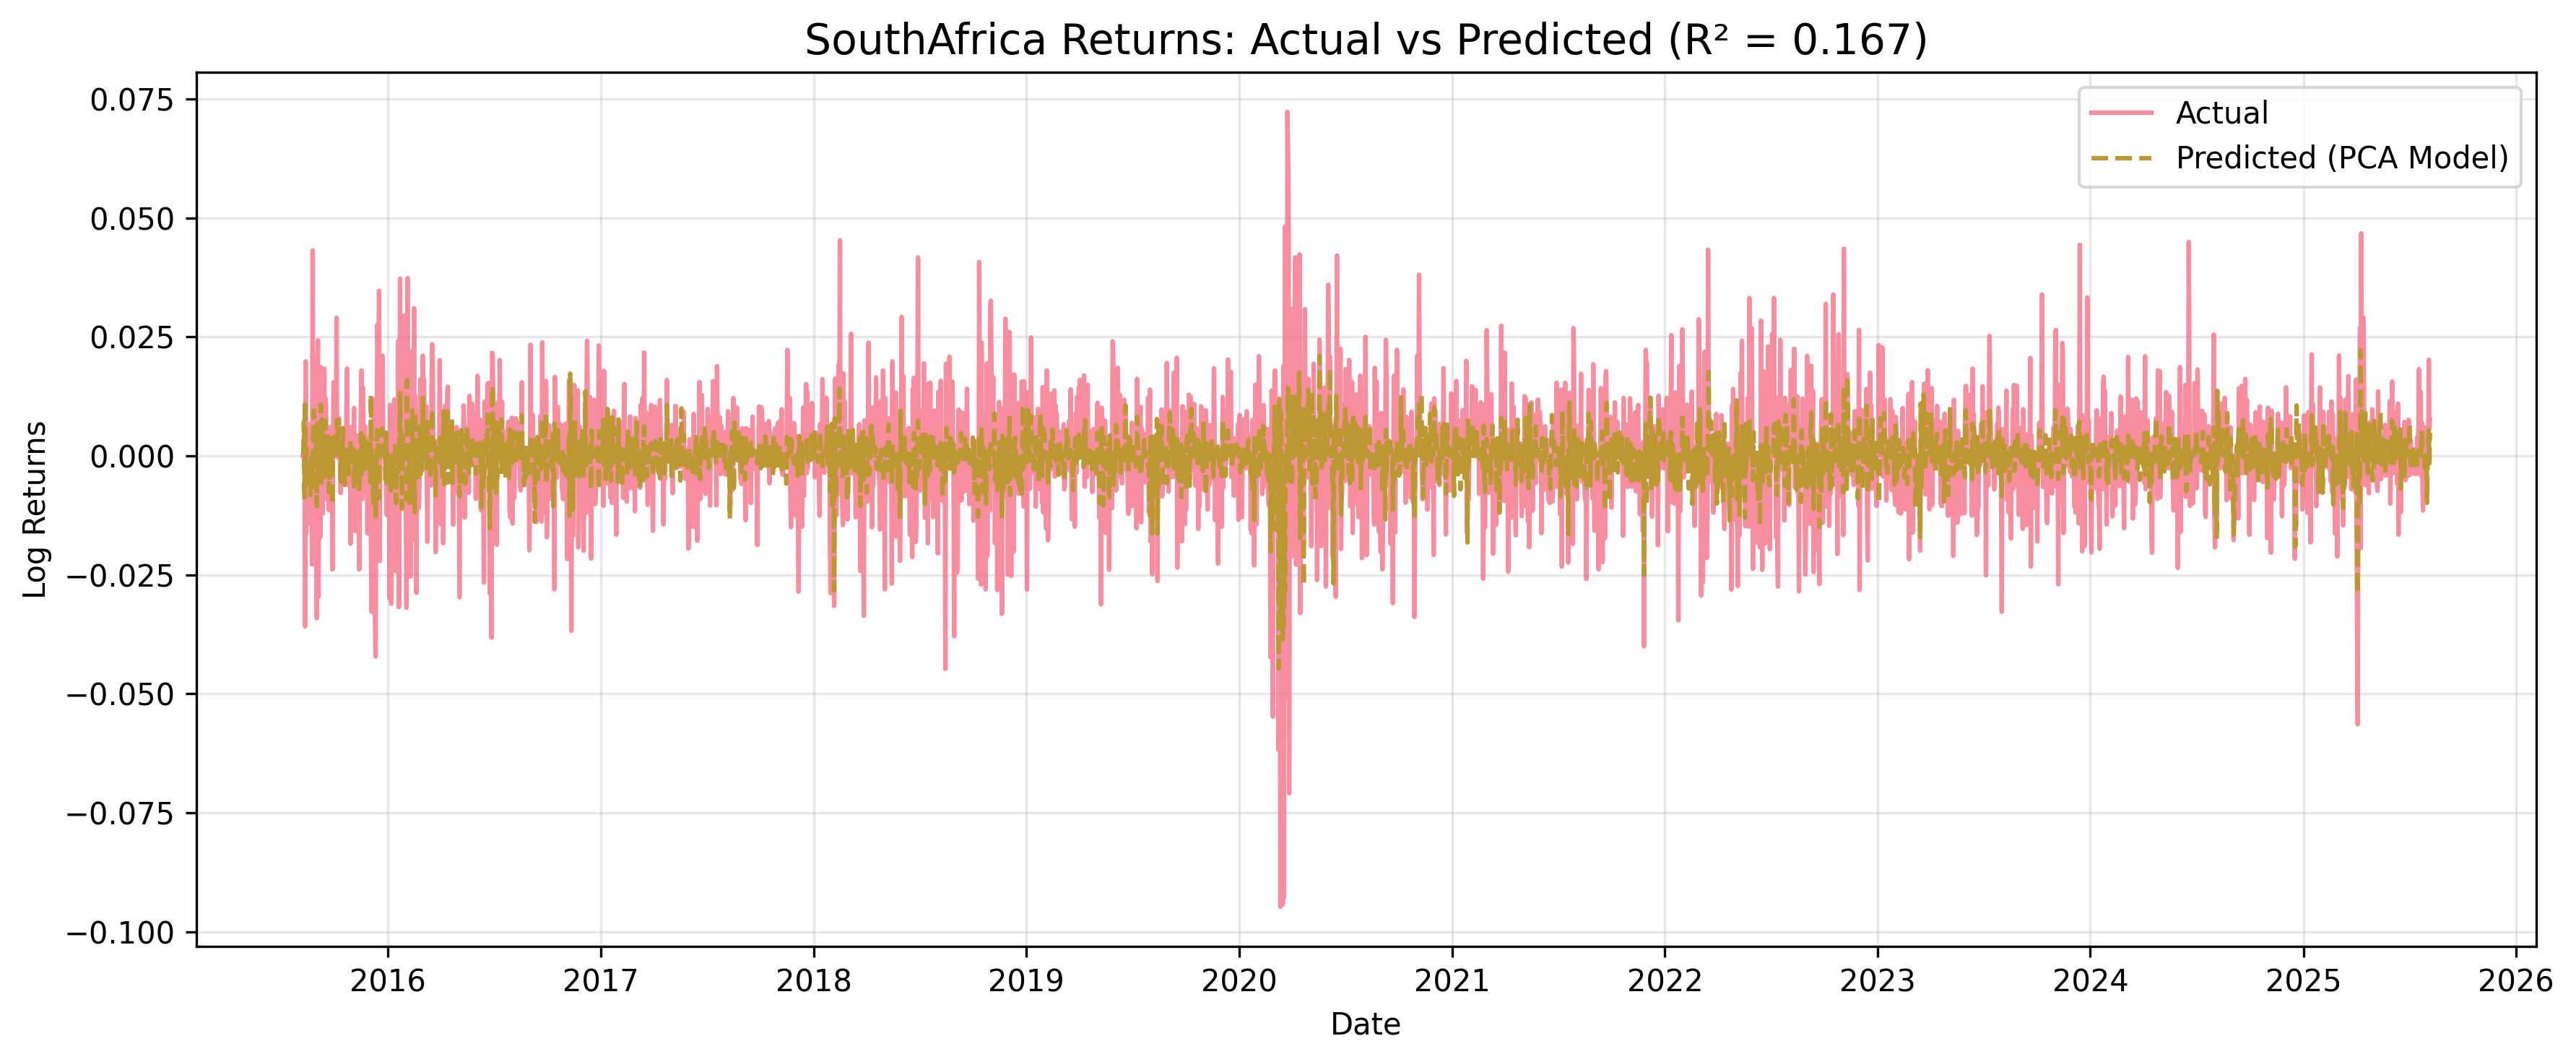 SouthAfrica Returns: Actual vs Predicted (R² = 0.167)
Actual
Predicted (PCA Model)
Log Returns
0.075
0.050
0.025
0.000
−0.025
−0.050
−0.075
−0.100
2016 2017 2018 2019 2020 2021 2022 2023 2024 2025 2026
Date